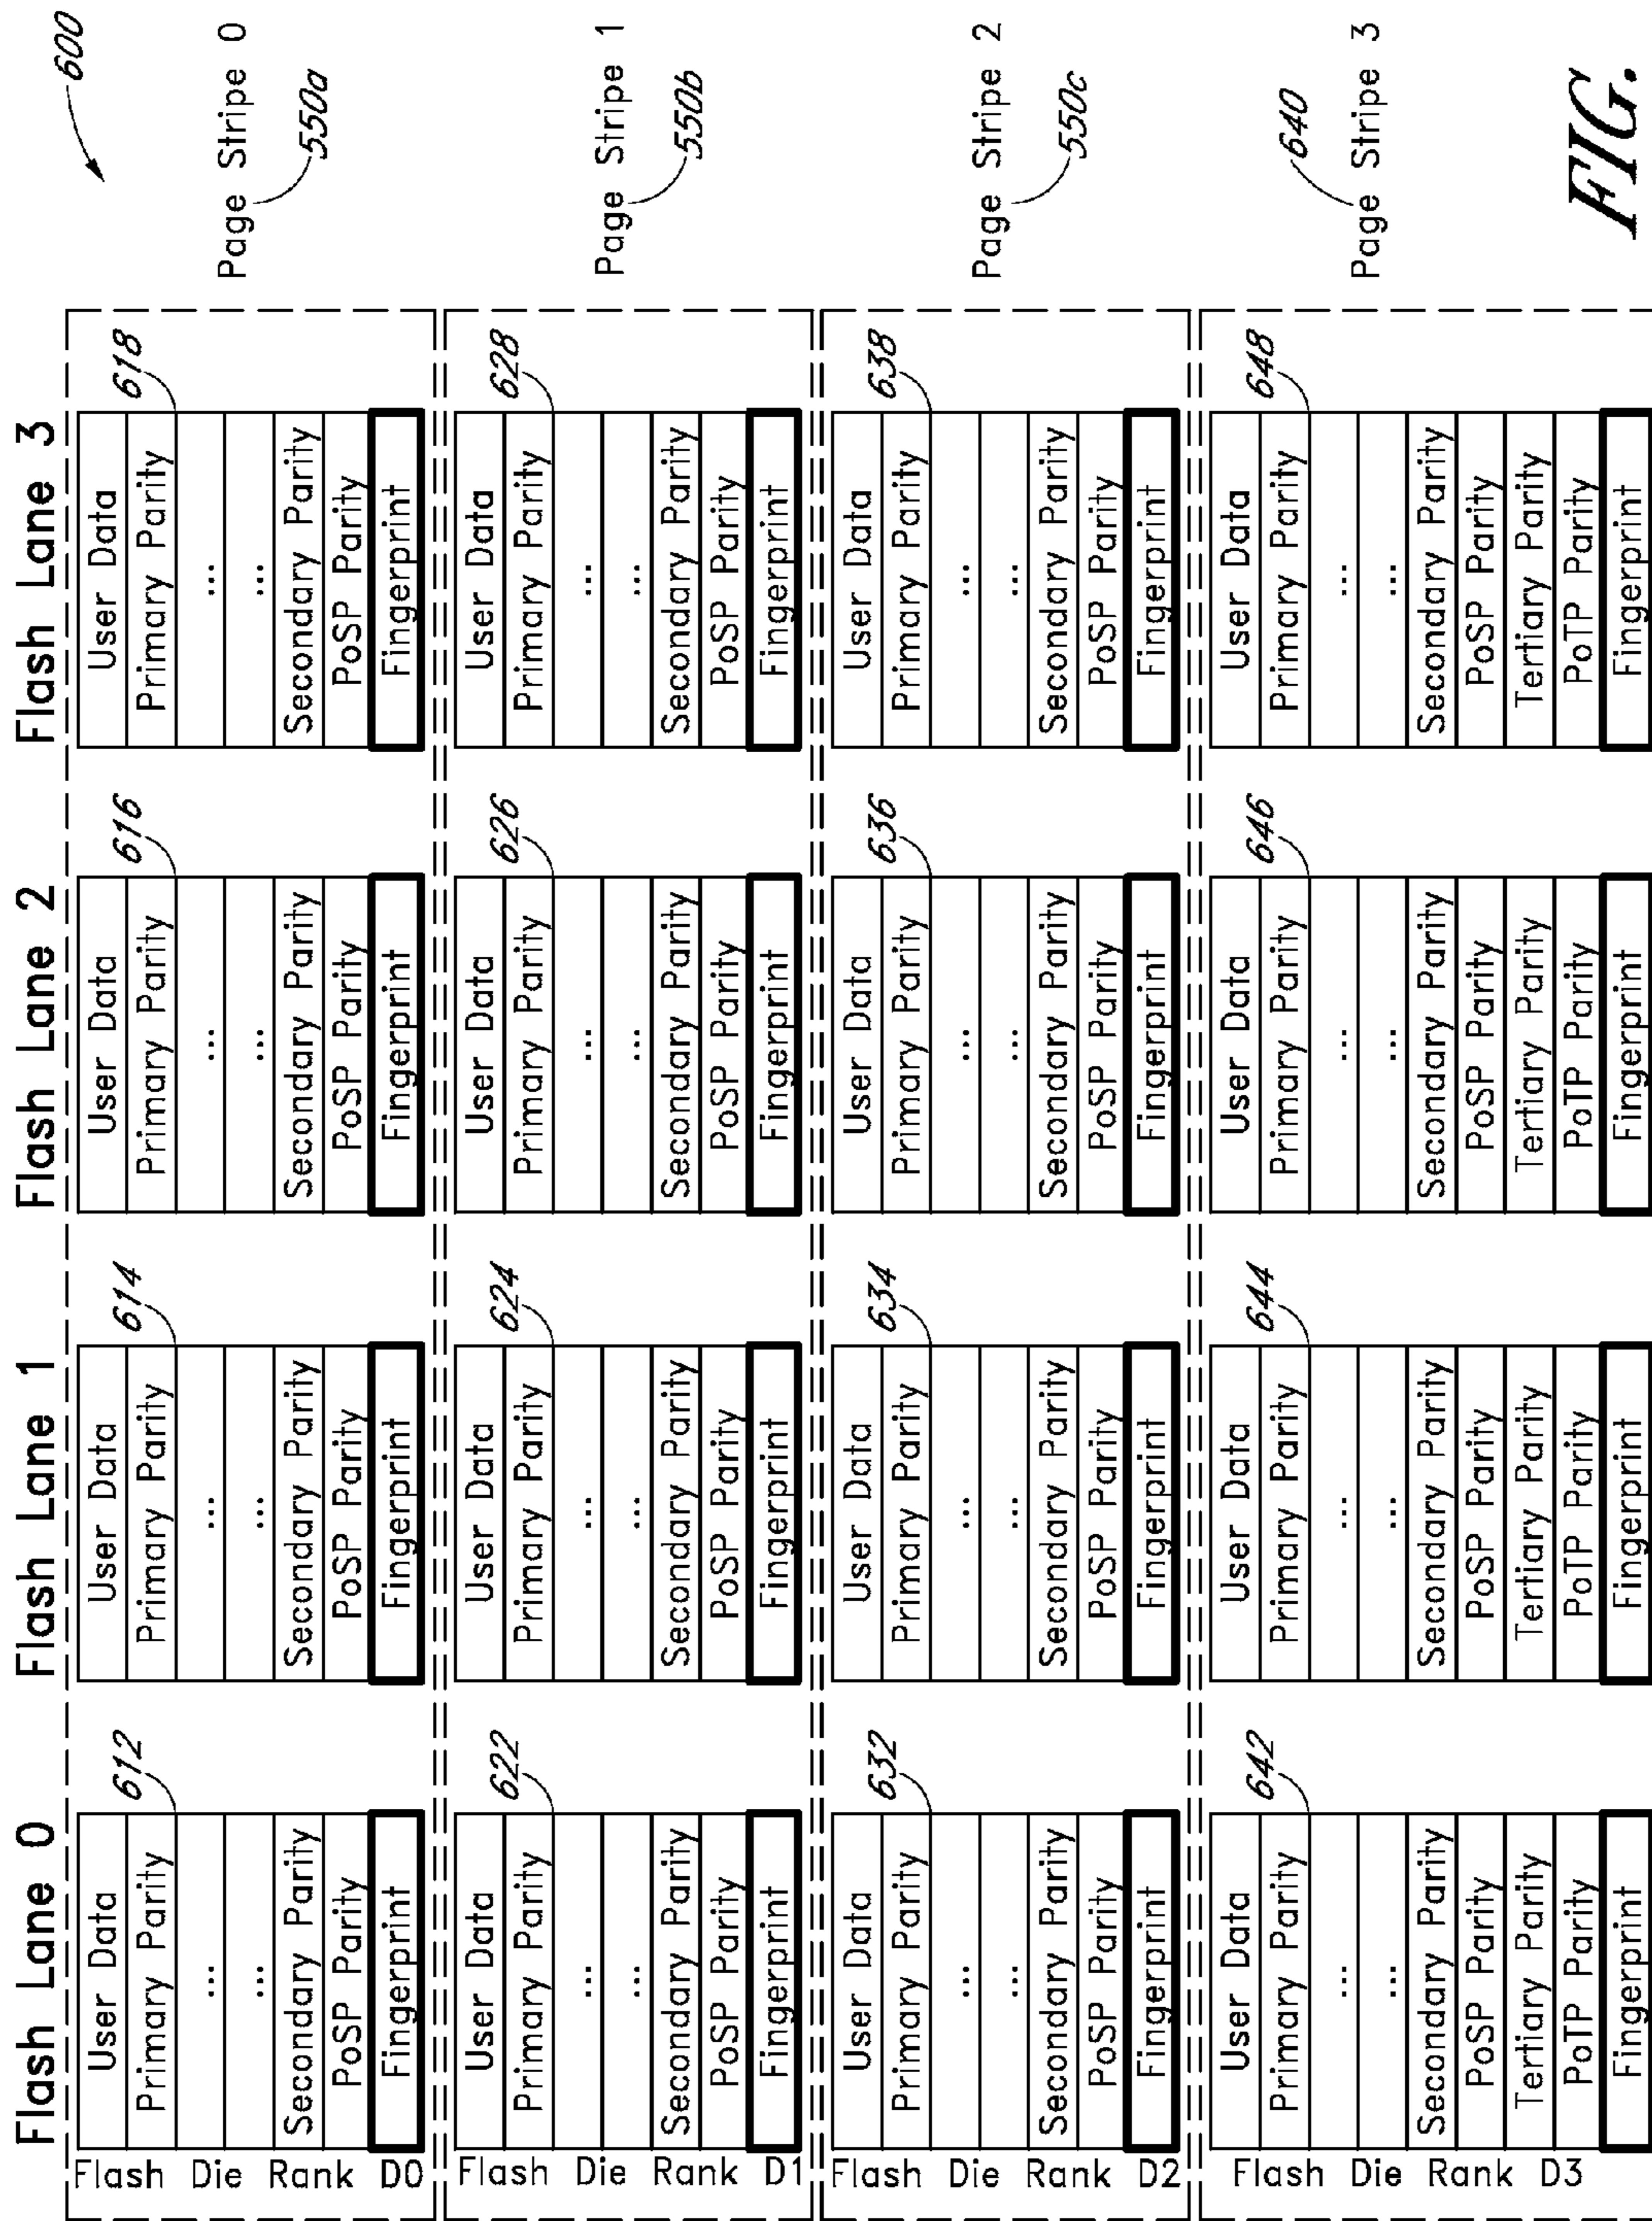 600
Flash Lane 0 Flash Lane 1 Flash Lane 2 Flash Lane 3
Flash Die Rank D0
612 614 616 618
User Data User Data User Data User Data
Primary Parity Primary Parity Primary Parity Primary Parity
... ... ... ...
... ... ... ...
Secondary Parity Secondary Parity Secondary Parity Secondary Parity
PoSP Parity PoSP Parity PoSP Parity PoSP Parity
Fingerprint Fingerprint Fingerprint Fingerprint
Page Stripe 0
550a
Flash Die Rank D1
622 624 626 628
User Data User Data User Data User Data
Primary Parity Primary Parity Primary Parity Primary Parity
... ... ... ...
... ... ... ...
Secondary Parity Secondary Parity Secondary Parity Secondary Parity
PoSP Parity PoSP Parity PoSP Parity PoSP Parity
Fingerprint Fingerprint Fingerprint Fingerprint
Page Stripe 1
550b
Flash Die Rank D2
632 634 636 638
User Data User Data User Data User Data
Primary Parity Primary Parity Primary Parity Primary Parity
... ... ... ...
... ... ... ...
Secondary Parity Secondary Parity Secondary Parity Secondary Parity
PoSP Parity PoSP Parity PoSP Parity PoSP Parity
Fingerprint Fingerprint Fingerprint Fingerprint
Page Stripe 2
550c
Flash Die Rank D3
642 644 646 648
User Data User Data User Data User Data
Primary Parity Primary Parity Primary Parity Primary Parity
... ... ... ...
... ... ... ...
Secondary Parity Secondary Parity Secondary Parity Secondary Parity
PoSP Parity PoSP Parity PoSP Parity PoSP Parity
Tertiary Parity Tertiary Parity Tertiary Parity Tertiary Parity
PoTP Parity PoTP Parity PoTP Parity PoTP Parity
Fingerprint Fingerprint Fingerprint Fingerprint
640
Page Stripe 3
FIG.